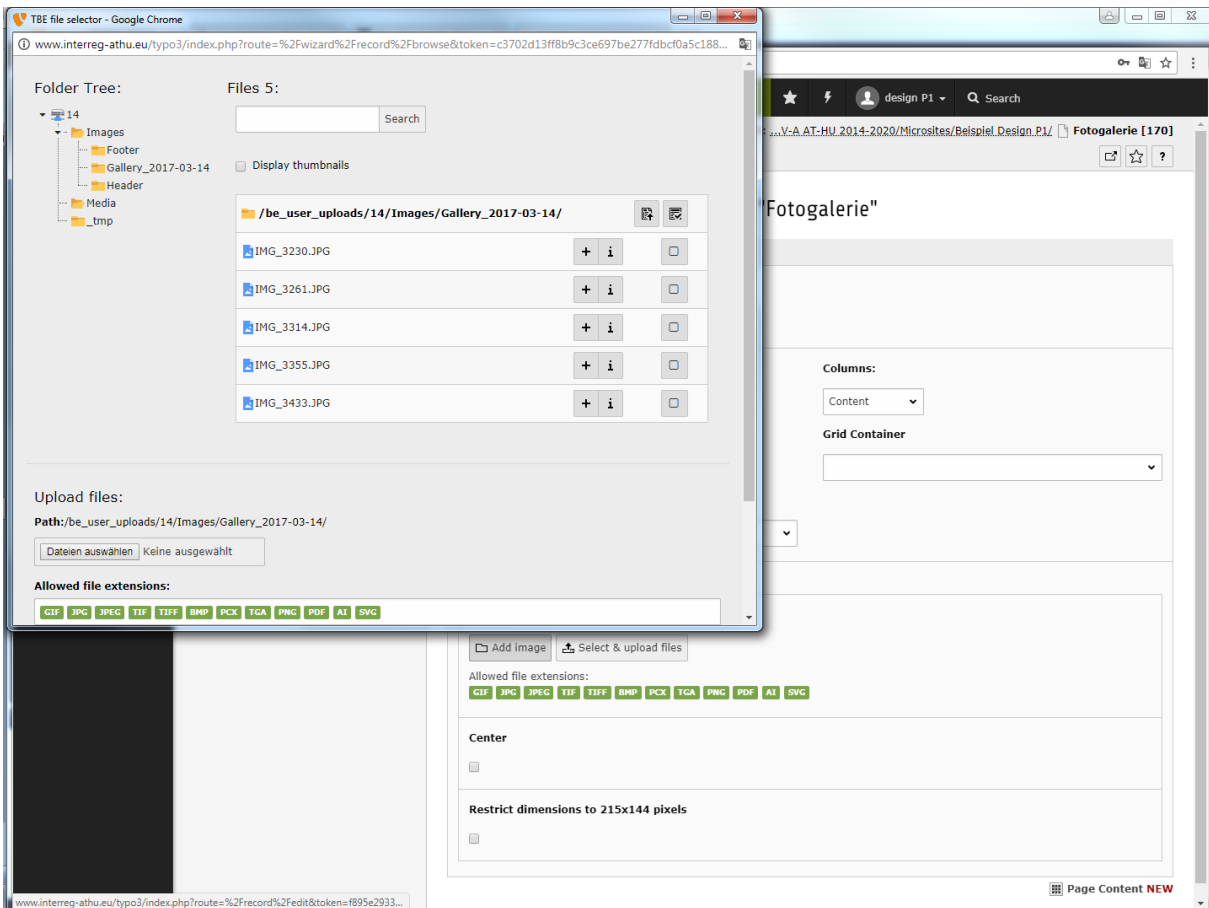 TBE file selector - Google Chrome
www.interreg-athu.eu/typo3/index.php?route=%2Fwizard%2Frecord%2Fbrowse&token=c3702d13ff8b9c3ce697be277fdbcf0a5c188...
Folder Tree:
14
Images
Footer
Gallery_2017-03-14
Header
Media
_tmp
Files 5:
Search
Display thumbnails
/be_user_uploads/14/Images/Gallery_2017-03-14/
IMG_3230.JPG
IMG_3261.JPG
IMG_3314.JPG
IMG_3355.JPG
IMG_3433.JPG
Upload files:
Path:/be_user_uploads/14/Images/Gallery_2017-03-14/
Dateien auswählen Keine ausgewählt
Allowed file extensions:
GIF JPG JPEG TIF TIFF BMP PCX TGA PNG PDF AI SVG
design P1 Search
...V-A AT-HU 2014-2020/Microsites/Beispiel Design P1/ Fotogalerie [170]
?
"Fotogalerie"
Columns:
Content
Grid Container
Add image Select & upload files
Allowed file extensions:
GIF JPG JPEG TIF TIFF BMP PCX TGA PNG PDF AI SVG
Center
Restrict dimensions to 215x144 pixels
Page Content NEW
www.interreg-athu.eu/typo3/index.php?route=%2Frecord%2Fedit&token=f895e2933...